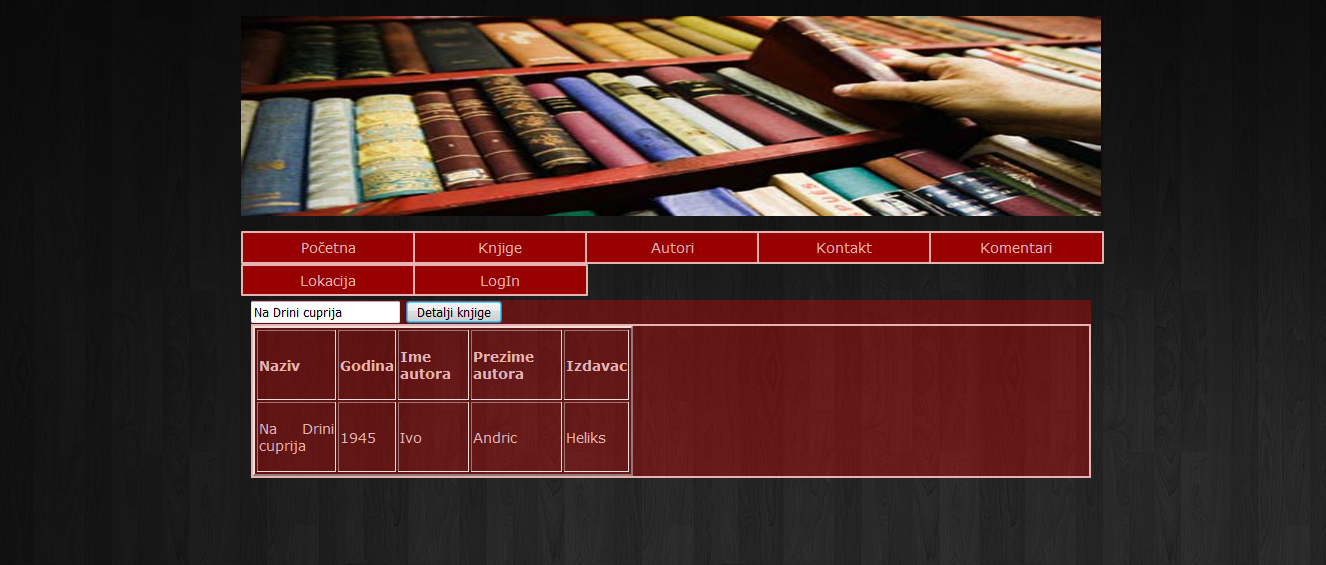 APUÉS
Početna Knjige Autori Kontakt Komentari
Lokacija LogIn
Na Drini cuprija Detalji knjige
Naziv Godina Ime autora Prezime autora Izdavac
Na Drini cuprija 1945 Ivo Andric Heliks